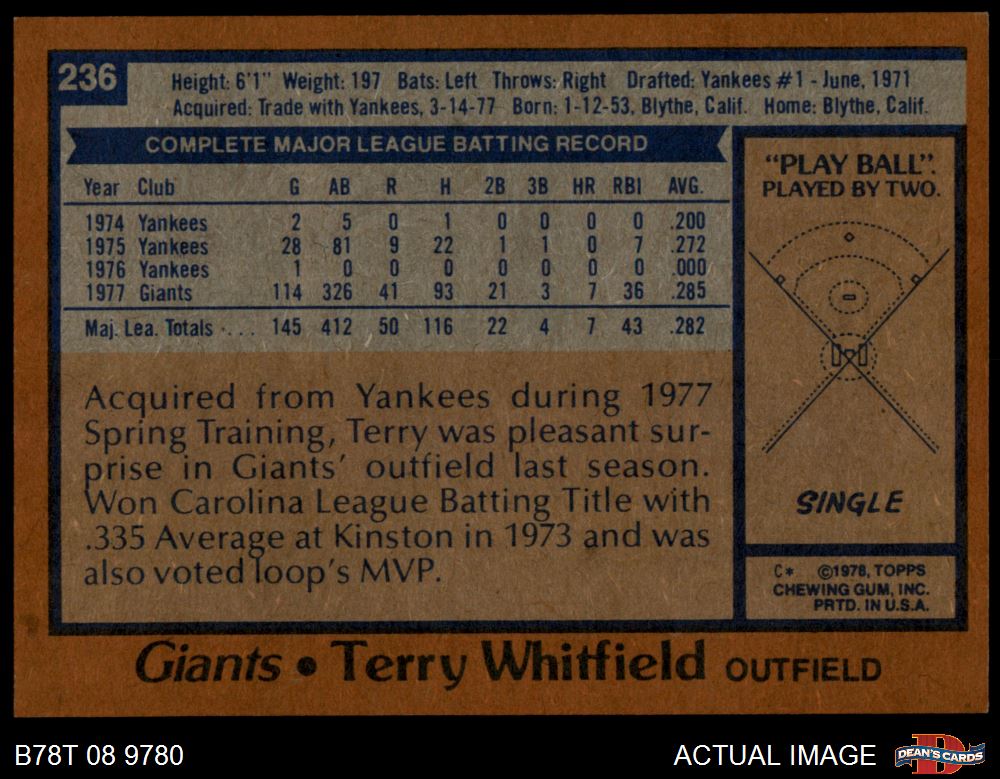 236
Height: 6'1" Weight: 197 Bats: Left Throws: Right Drafted: Yankees #1 - June, 1971
Acquired: Trade with Yankees, 3-14-77 Born: 1-12-53, Blythe, Calif. Home: Blythe, Calif.
COMPLETE MAJOR LEAGUE BATTING RECORD
Year Club G AB R H 2B 3B HR RBI AVG.
1974 Yankees 2 5 0 1 0 0 0 0 .200
1975 Yankees 28 81 9 22 1 1 0 7 .272
1976 Yankees 1 0 0 0 0 0 0 0 .000
1977 Giants 114 326 41 93 21 3 7 36 .285
Maj. Lea. Totals . . . . 145 412 50 116 22 4 7 43 .282
Acquired from Yankees during 1977
Spring Training, Terry was pleasant sur-
prise in Giants' outfield last season.
Won Carolina League Batting Title with
.335 Average at Kinston in 1973 and was
also voted loop's MVP.
"PLAY BALL".
PLAYED BY TWO.
SINGLE
C* ©1978, TOPPS
CHEWING GUM, INC.
PRTD. IN U.S.A.
Giants • Terry Whitfield OUTFIELD
B78T 08 9780
ACTUAL IMAGE
DEAN'S CARDS